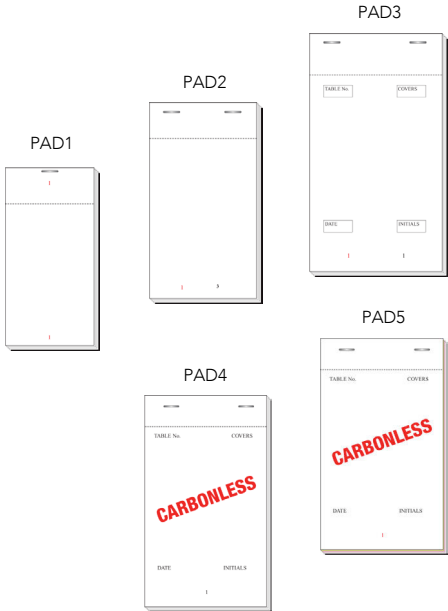 PAD3
TABLE No. COVERS
DATE INITIALS
1 1
PAD2
1 3
PAD1
1
1
PAD5
TABLE No. COVERS
CARBONLESS
DATE INITIALS
1
PAD4
TABLE No. COVERS
CARBONLESS
DATE INITIALS
1